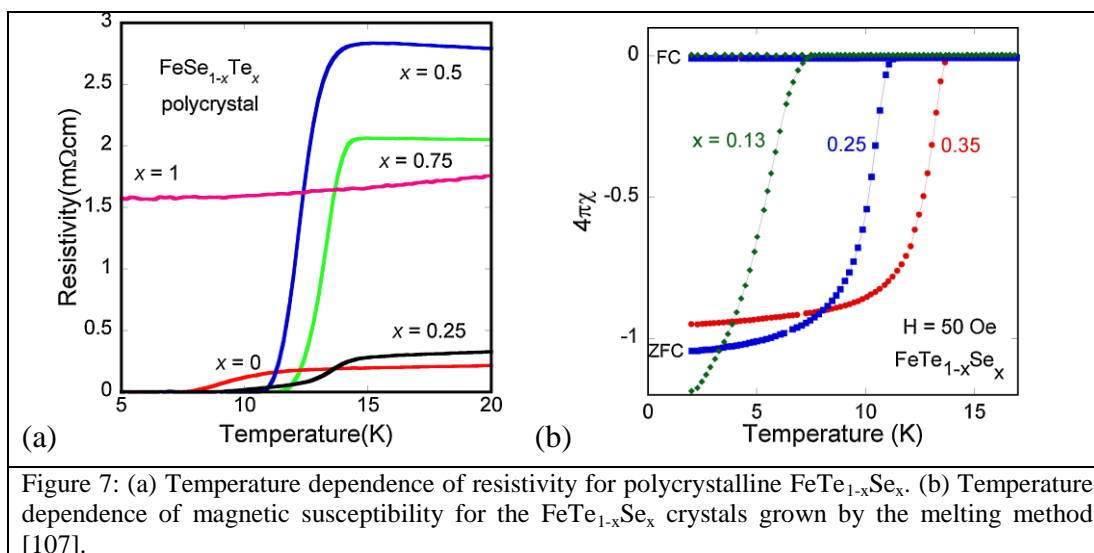 3
2.5
2
1.5
1
0.5
0
Resistivity(mΩcm)
FeSe1-xTex
polycrystal
x = 0.5
x = 0.75
x = 1
x = 0.25
x = 0
5
10
15
20
Temperature(K)
(a)
0
-0.5
-1
4πχ
FC
x = 0.13
0.25
0.35
ZFC
H = 50 Oe
FeTe1-xSex
0
5
10
15
Temperature (K)
(b)
Figure 7: (a) Temperature dependence of resistivity for polycrystalline FeTe1-xSex. (b) Temperature
dependence of magnetic susceptibility for the FeTe1-xSex crystals grown by the melting method
[107].